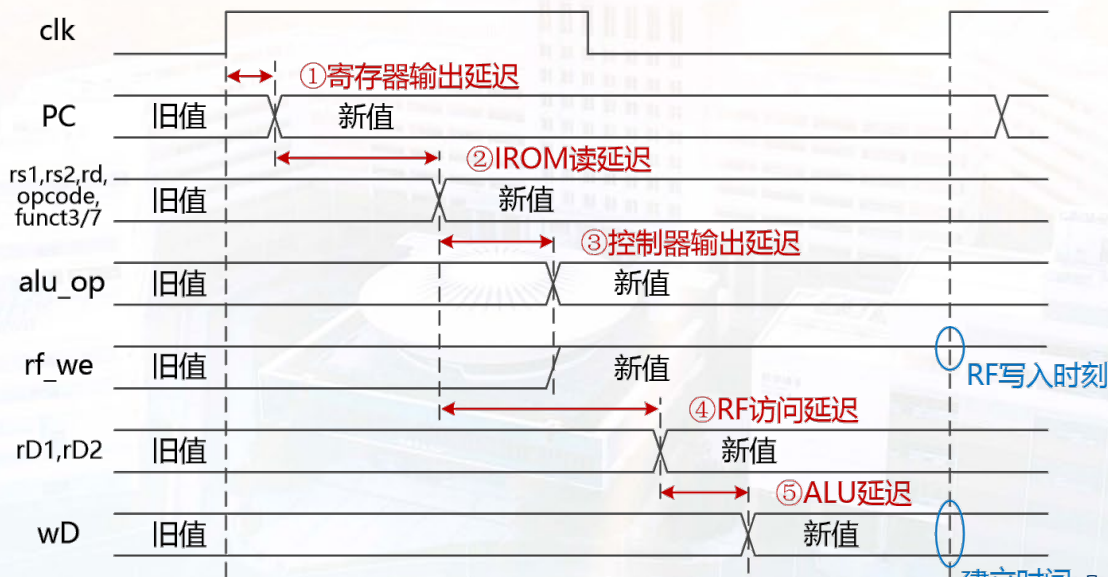 clk
①寄存器输出延迟
PC 旧值 新值
②IROM读延迟
rs1,rs2,rd,
opcode,
funct3/7
旧值 新值
③控制器输出延迟
alu_op 旧值 新值
rf_we 旧值 新值
RF写入时刻
④RF访问延迟
rD1,rD2 旧值 新值
⑤ALU延迟
wD 旧值 新值
建立时间